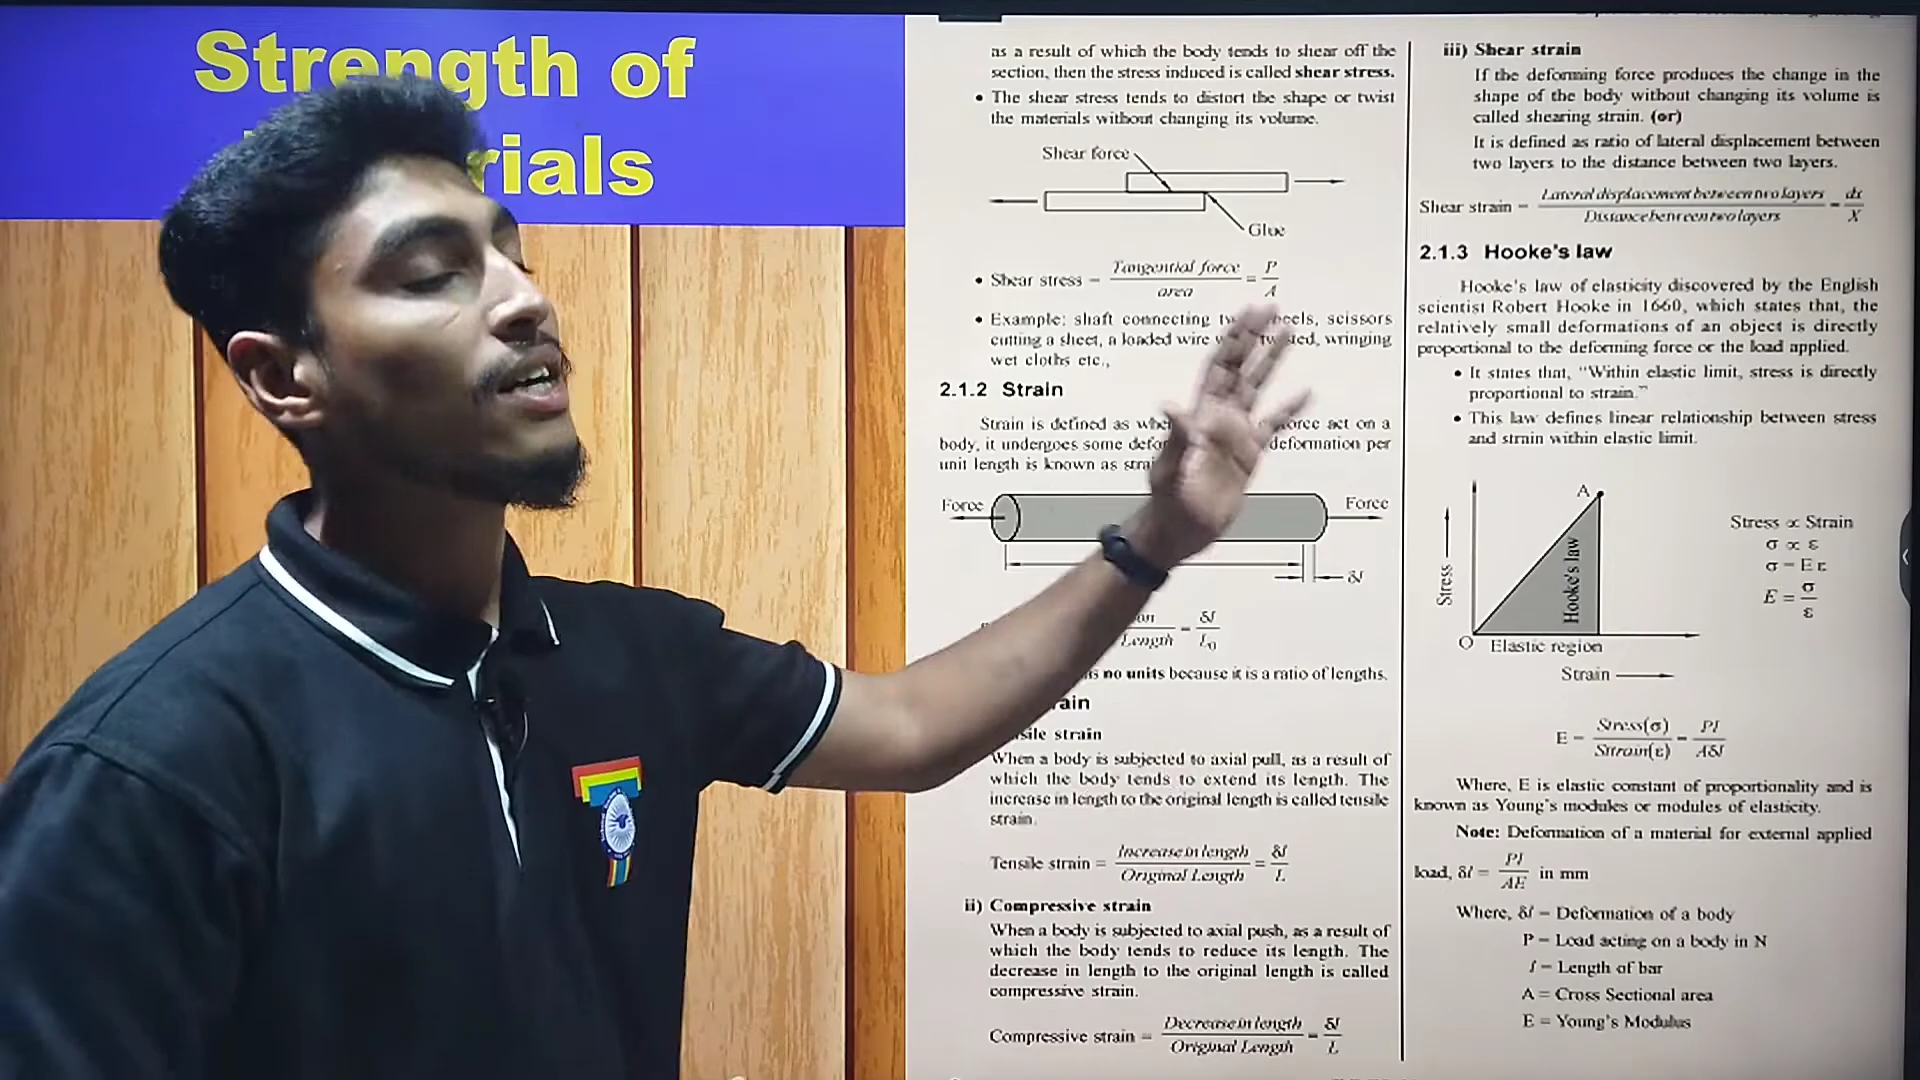 Strength of
rials
as a result of which the body tends to shear off the
section, then the stress induced is called shear stress.
• The shear stress tends to distort the shape or twist
the materials without changing its volume.
Shear force
Glue
• Shear stress = Tangential force / area = P / A
• Example: shaft connecting heels, scissors
cutting a sheet, a loaded wire ted, wringing
wet cloths etc.,
2.1.2 Strain
Strain is defined as force act on a
body, it undergoes some deformation per
unit length is known as
Force
Force
δl
Length = δl / L0
no units because it is a ratio of lengths.
sile strain
When a body is subjected to axial pull, as a result of
which the body tends to extend its length. The
increase in length to the original length is called tensile
strain.
Tensile strain = Increase in length / Original Length = δl / L
ii) Compressive strain
When a body is subjected to axial push, as a result of
which the body tends to reduce its length. The
decrease in length to the original length is called
compressive strain.
Compressive strain = Decrease in length / Original Length = δl / L
iii) Shear strain
If the deforming force produces the change in the
shape of the body without changing its volume is
called shearing strain. (or)
It is defined as ratio of lateral displacement between
two layers to the distance between two layers.
Shear strain = Lateral displacement between two layers / Distance between two layers = dx / X
2.1.3 Hooke's law
Hooke's law of elasticity discovered by the English
scientist Robert Hooke in 1660, which states that, the
relatively small deformations of an object is directly
proportional to the deforming force or the load applied.
• It states that, "Within elastic limit, stress is directly
proportional to strain."
• This law defines linear relationship between stress
and strain within elastic limit.
A
Stress
Hooke's law
O Elastic region
Strain
Stress ∝ Strain
σ ∝ ε
σ = E ε
E = σ / ε
E = Stress(σ) / Strain(ε) = Pl / Aδl
Where, E is elastic constant of proportionality and is
known as Young's modules or modules of elasticity.
Note: Deformation of a material for external applied
load, δl = Pl / AE in mm
Where, δl = Deformation of a body
P = Load acting on a body in N
l = Length of bar
A = Cross Sectional area
E = Young's Modulus